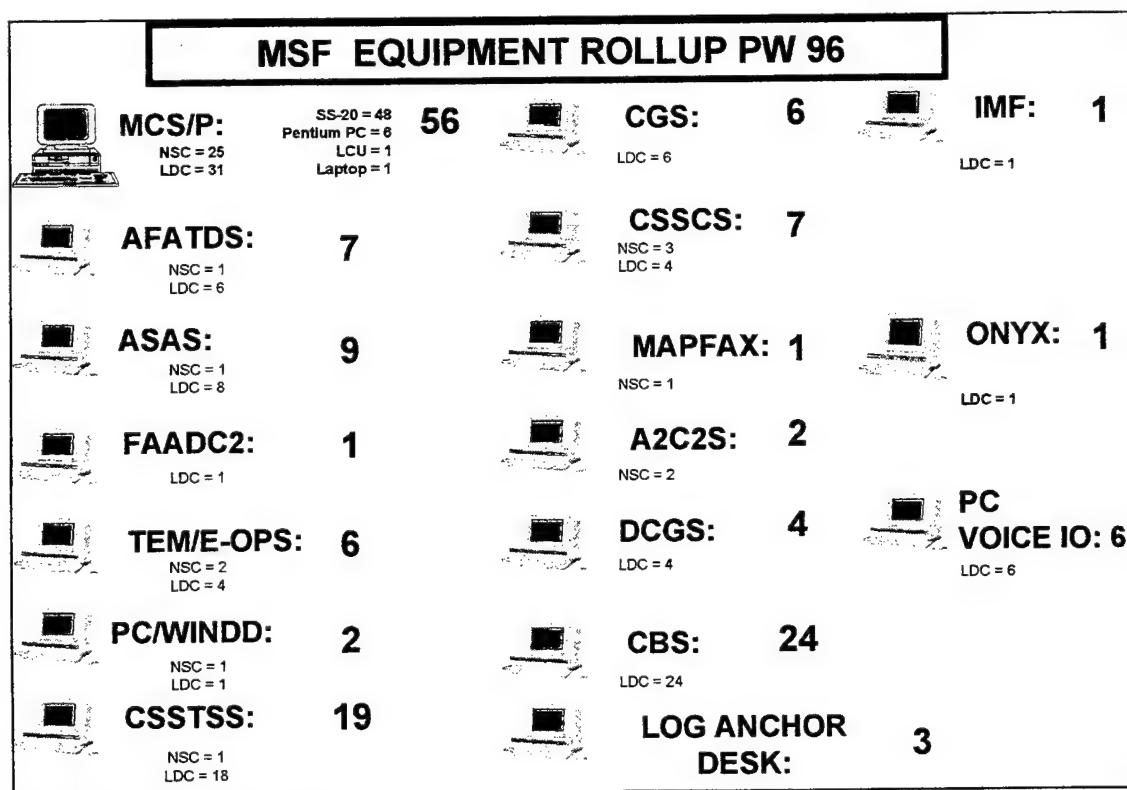 MSF EQUIPMENT ROLLUP PW 96
MCS/P:
NSC = 25
LDC = 31
SS-20 = 48
Pentium PC = 6
LCU = 1
Laptop = 1
56
AFATDS: 7
NSC = 1
LDC = 6
ASAS: 9
NSC = 1
LDC = 8
FAADC2: 1
LDC = 1
TEM/E-OPS: 6
NSC = 2
LDC = 4
PC/WINDD: 2
NSC = 1
LDC = 1
CSSTSS: 19
NSC = 1
LDC = 18
CGS: 6
LDC = 6
CSSCS: 7
NSC = 3
LDC = 4
MAPFAX: 1
NSC = 1
A2C2S: 2
NSC = 2
DCGS: 4
LDC = 4
CBS: 24
LDC = 24
LOG ANCHOR
DESK: 3
IMF: 1
LDC = 1
ONYX: 1
LDC = 1
PC
VOICE IO: 6
LDC = 6